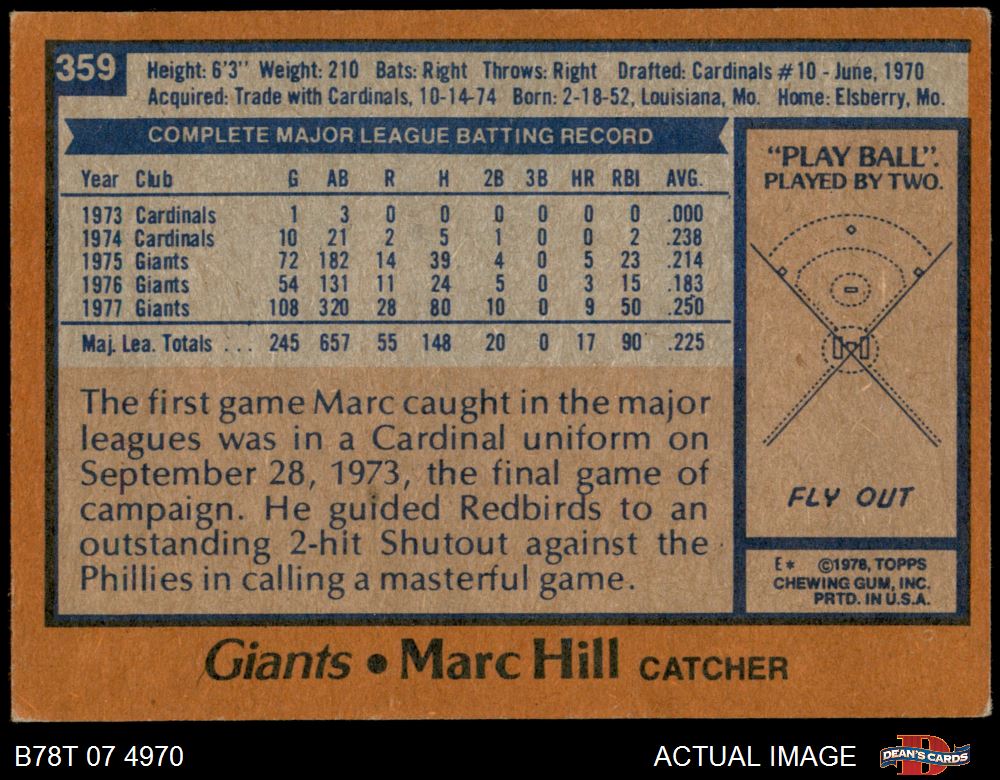 359
Height: 6'3" Weight: 210 Bats: Right Throws: Right Drafted: Cardinals #10 - June, 1970
Acquired: Trade with Cardinals, 10-14-74 Born: 2-18-52, Louisiana, Mo. Home: Elsberry, Mo.
COMPLETE MAJOR LEAGUE BATTING RECORD
Year Club G AB R H 2B 3B HR RBI AVG.
1973 Cardinals 1 3 0 0 0 0 0 0 .000
1974 Cardinals 10 21 2 5 1 0 0 2 .238
1975 Giants 72 182 14 39 4 0 5 23 .214
1976 Giants 54 131 11 24 5 0 3 15 .183
1977 Giants 108 320 28 80 10 0 9 50 .250
Maj. Lea. Totals ... 245 657 55 148 20 0 17 90 .225
The first game Marc caught in the major
leagues was in a Cardinal uniform on
September 28, 1973, the final game of
campaign. He guided Redbirds to an
outstanding 2-hit Shutout against the
Phillies in calling a masterful game.
"PLAY BALL".
PLAYED BY TWO.
FLY OUT
E* ©1978, TOPPS
CHEWING GUM, INC.
PRTD. IN U.S.A.
Giants • Marc Hill CATCHER
B78T 07 4970
ACTUAL IMAGE
DEAN'S CARDS